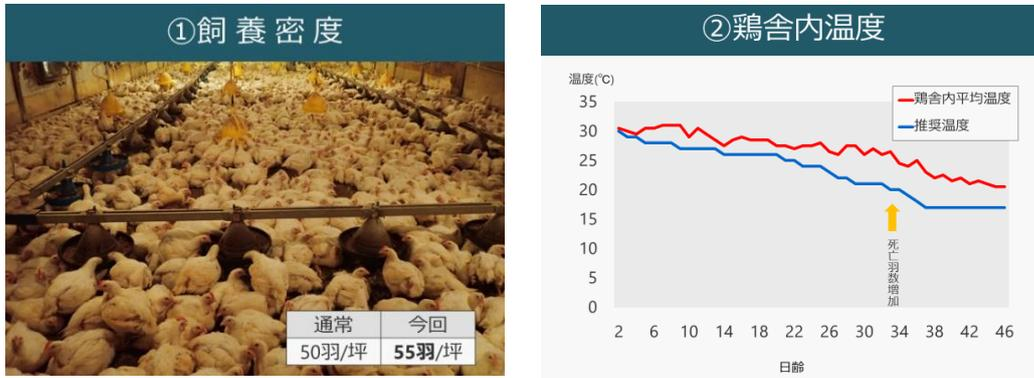 ①飼養密度
通常 今回
50羽/坪 55羽/坪
②鶏舎内温度
温度(℃)
鶏舎内平均温度
推奨温度
35
30
25
20
15
10
5
0
死亡羽数増加
2 6 10 14 18 22 26 30 34 38 42 46
日齢